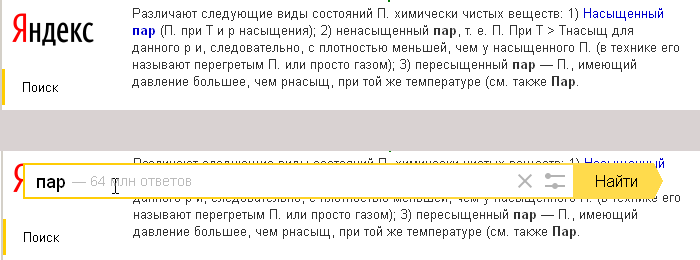 Яндекс
Различают следующие виды состояний П. химически чистых веществ: 1) Насыщенный
пар (П. при Т и р насыщения); 2) ненасыщенный пар, т. е. П. При Т > Тнасыщ для
данного р и, следовательно, с плотностью меньшей, чем у насыщенного П. (в технике его
называют перегретым П. или просто газом); 3) пересыщенный пар — П., имеющий
давление большее, чем рнасыщ, при той же температуре (см. также Пар.
Поиск
Различают следующие виды состояний П. химически чистых веществ: 1) Насыщенный
Я
пар — 64 млн ответов
Найти
данного р и, следовательно, с плотностью меньшей, чем у насыщенного П. (в технике его
называют перегретым П. или просто газом); 3) пересыщенный пар — П., имеющий
давление большее, чем рнасыщ, при той же температуре (см. также Пар.
Поиск